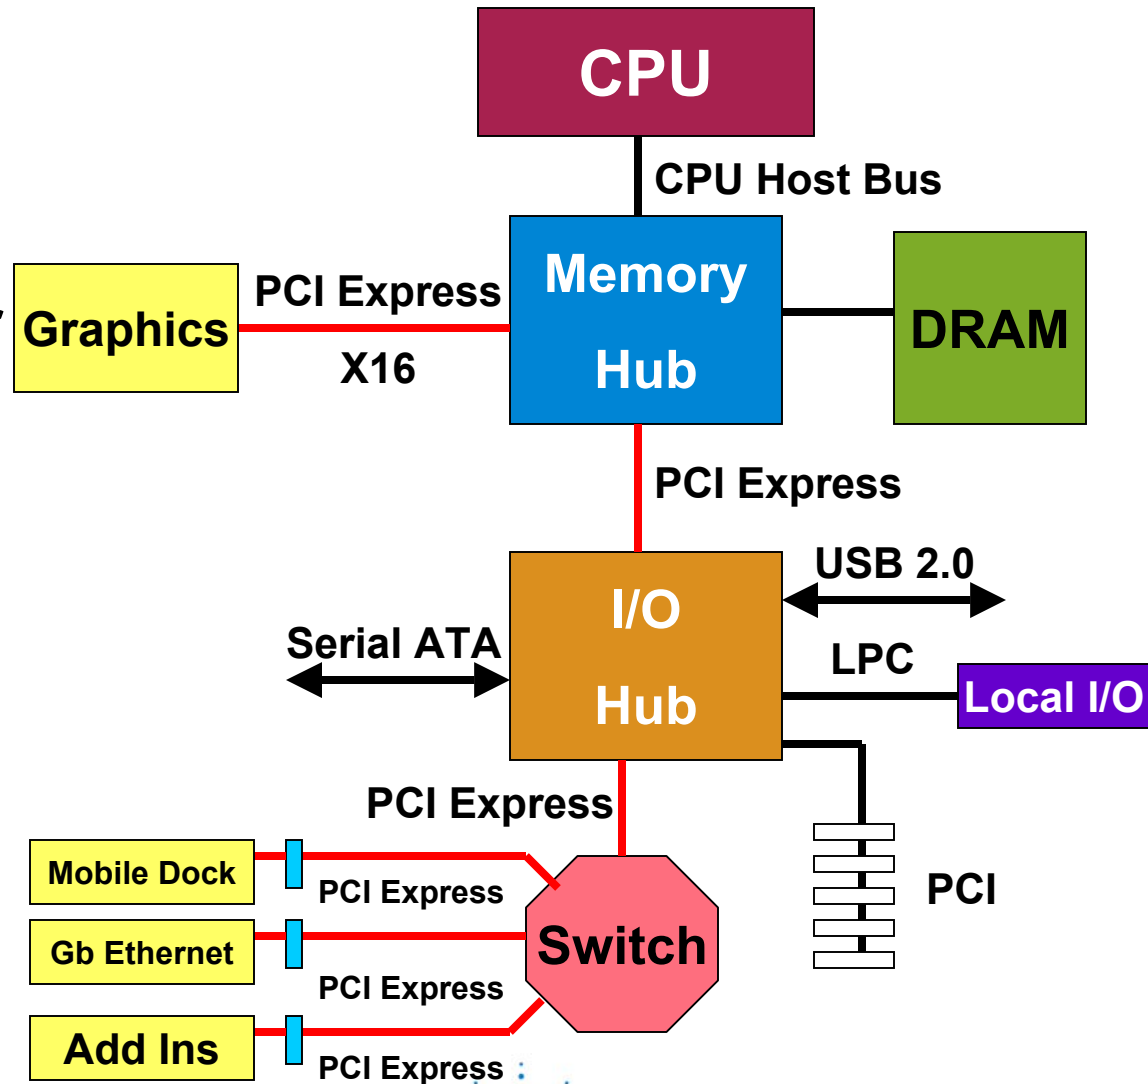 CPU
CPU Host Bus
Memory
Hub
PCI Express
X16
Graphics
DRAM
PCI Express
I/O
Hub
USB 2.0
Serial ATA
LPC
Local I/O
PCI Express
Mobile Dock
PCI Express
PCI
Gb Ethernet
Switch
PCI Express
Add Ins
PCI Express